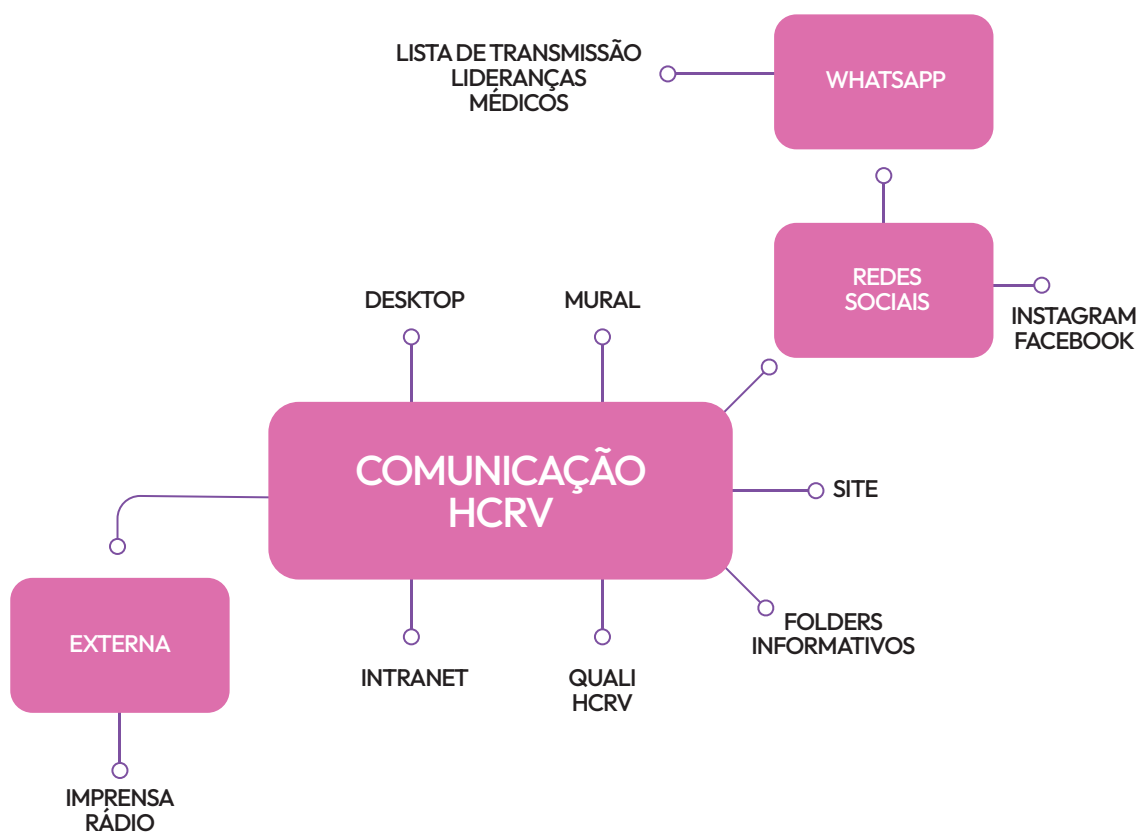 LISTA DE TRANSMISSÃO
LIDERANÇAS
MÉDICOS
WHATSAPP
REDES
SOCIAIS
INSTAGRAM
FACEBOOK
DESKTOP
MURAL
COMUNICAÇÃO
HCRV
SITE
EXTERNA
FOLDERS
INFORMATIVOS
INTRANET
QUALI
HCRV
IMPRENSA
RÁDIO